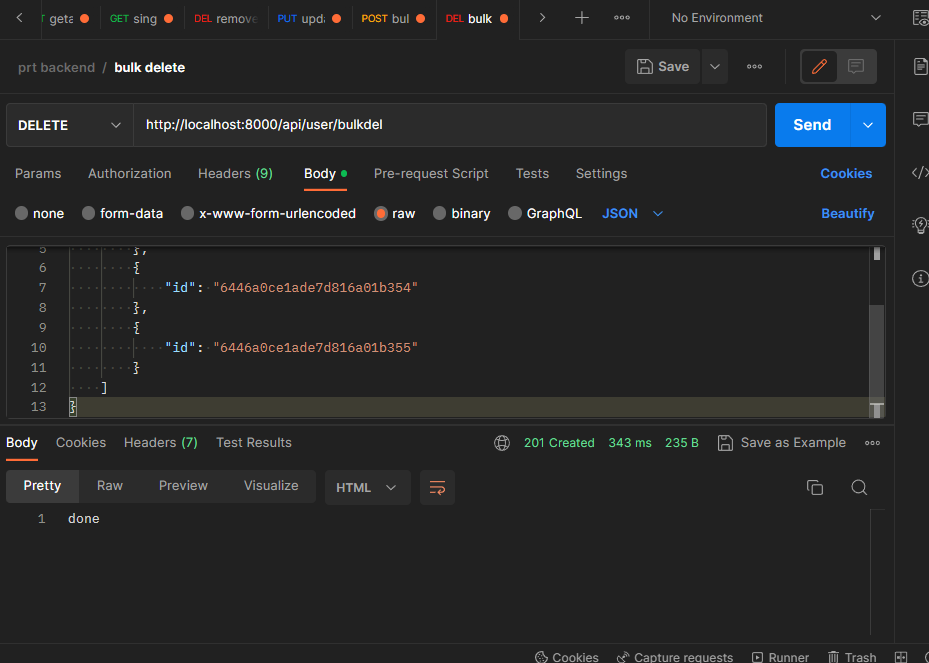 geta GET sing DEL remove PUT upda POST bul DEL bulk No Environment
prt backend / bulk delete Save
DELETE http://localhost:8000/api/user/bulkdel Send
Params Authorization Headers (9) Body Pre-request Script Tests Settings Cookies
none form-data x-www-form-urlencoded raw binary GraphQL JSON Beautify
5 },
6 {
7 "id": "6446a0ce1ade7d816a01b354"
8 },
9 {
10 "id": "6446a0ce1ade7d816a01b355"
11 }
12 ]
13 }
Body Cookies Headers (7) Test Results 201 Created 343 ms 235 B Save as Example
Pretty Raw Preview Visualize HTML
1 done
Cookies Capture requests Runner Trash